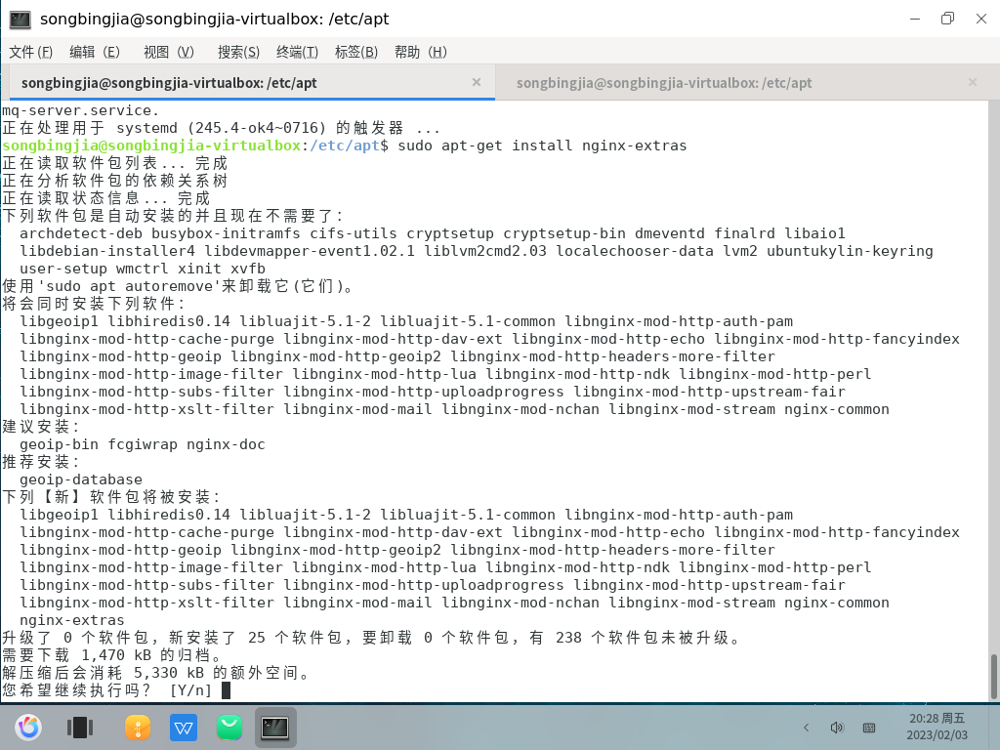 songbingjia@songbingjia-virtualbox: /etc/apt
文件(F) 编辑（E） 视图（V） 搜索(S) 终端(T) 标签(B) 帮助（H）
songbingjia@songbingjia-virtualbox: /etc/apt songbingjia@songbingjia-virtualbox: /etc/apt
mq-server.service.
正在处理用于 systemd (245.4-ok4~0716) 的触发器 ...
songbingjia@songbingjia-virtualbox:/etc/apt$ sudo apt-get install nginx-extras
正在读取软件包列表... 完成
正在分析软件包的依赖关系树
正在读取状态信息... 完成
下列软件包是自动安装的并且现在不需要了：
archdetect-deb busybox-initramfs cifs-utils cryptsetup cryptsetup-bin dmeventd finalrd libaio1
libdebian-installer4 libdevmapper-event1.02.1 liblvm2cmd2.03 localechooser-data lvm2 ubuntukylin-keyring
user-setup wmctrl xinit xvfb
使用'sudo apt autoremove'来卸载它(它们)。
将会同时安装下列软件：
libgeoip1 libhiredis0.14 libluajit-5.1-2 libluajit-5.1-common libnginx-mod-http-auth-pam
libnginx-mod-http-cache-purge libnginx-mod-http-dav-ext libnginx-mod-http-echo libnginx-mod-http-fancyindex
libnginx-mod-http-geoip libnginx-mod-http-geoip2 libnginx-mod-http-headers-more-filter
libnginx-mod-http-image-filter libnginx-mod-http-lua libnginx-mod-http-ndk libnginx-mod-http-perl
libnginx-mod-http-subs-filter libnginx-mod-http-uploadprogress libnginx-mod-http-upstream-fair
libnginx-mod-http-xslt-filter libnginx-mod-mail libnginx-mod-nchan libnginx-mod-stream nginx-common
建议安装：
geoip-bin fcgiwrap nginx-doc
推荐安装：
geoip-database
下列【新】软件包将被安装：
libgeoip1 libhiredis0.14 libluajit-5.1-2 libluajit-5.1-common libnginx-mod-http-auth-pam
libnginx-mod-http-cache-purge libnginx-mod-http-dav-ext libnginx-mod-http-echo libnginx-mod-http-fancyindex
libnginx-mod-http-geoip libnginx-mod-http-geoip2 libnginx-mod-http-headers-more-filter
libnginx-mod-http-image-filter libnginx-mod-http-lua libnginx-mod-http-ndk libnginx-mod-http-perl
libnginx-mod-http-subs-filter libnginx-mod-http-uploadprogress libnginx-mod-http-upstream-fair
libnginx-mod-http-xslt-filter libnginx-mod-mail libnginx-mod-nchan libnginx-mod-stream nginx-common
nginx-extras
升级了 0 个软件包，新安装了 25 个软件包，要卸载 0 个软件包，有 238 个软件包未被升级。
需要下载 1,470 kB 的归档。
解压缩后会消耗 5,330 kB 的额外空间。
您希望继续执行吗？ [Y/n]
20:28 周五
2023/02/03